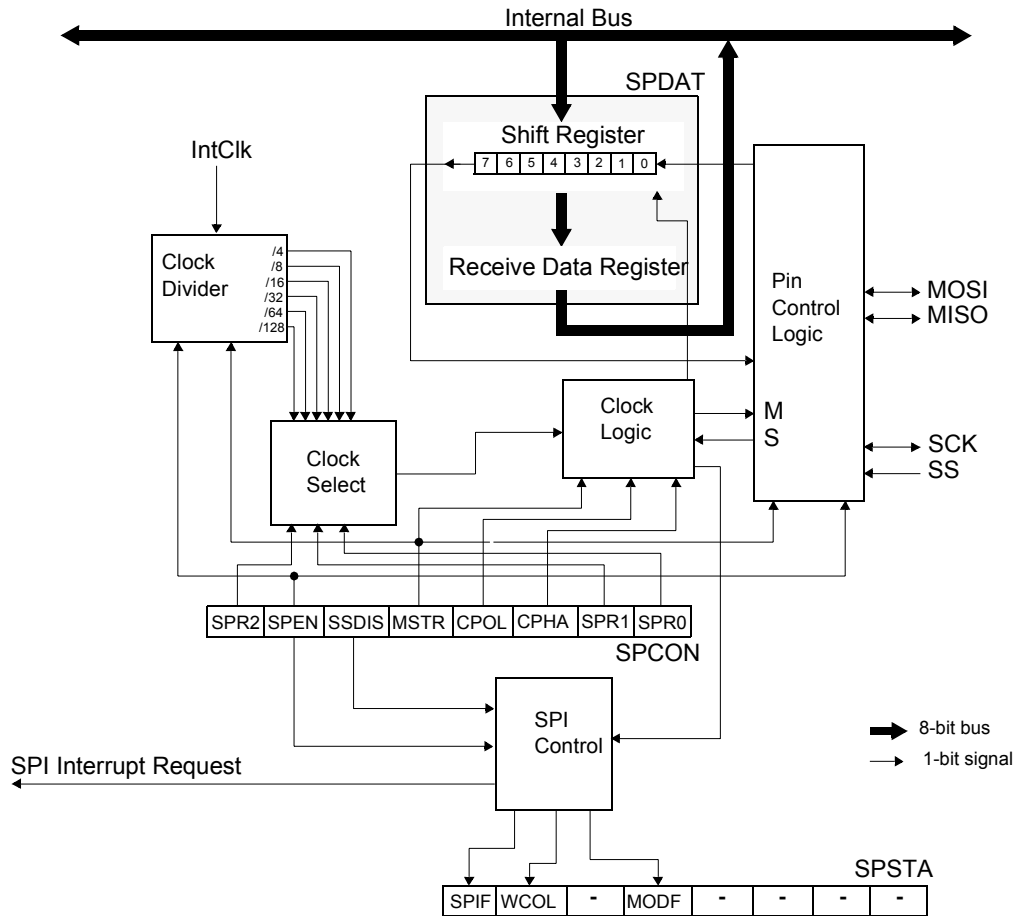 Internal Bus
SPDAT
Shift Register
7 6 5 4 3 2 1 0
IntClk
Clock
Divider
/4
/8
/16
/32
/64
/128
Receive Data Register
Pin
Control
Logic
MOSI
MISO
Clock
Logic
M
S
SCK
SS
Clock
Select
SPR2 SPEN SSDIS MSTR CPOL CPHA SPR1 SPR0
SPCON
SPI
Control
8-bit bus
1-bit signal
SPI Interrupt Request
SPSTA
SPIF WCOL - MODF - - - -